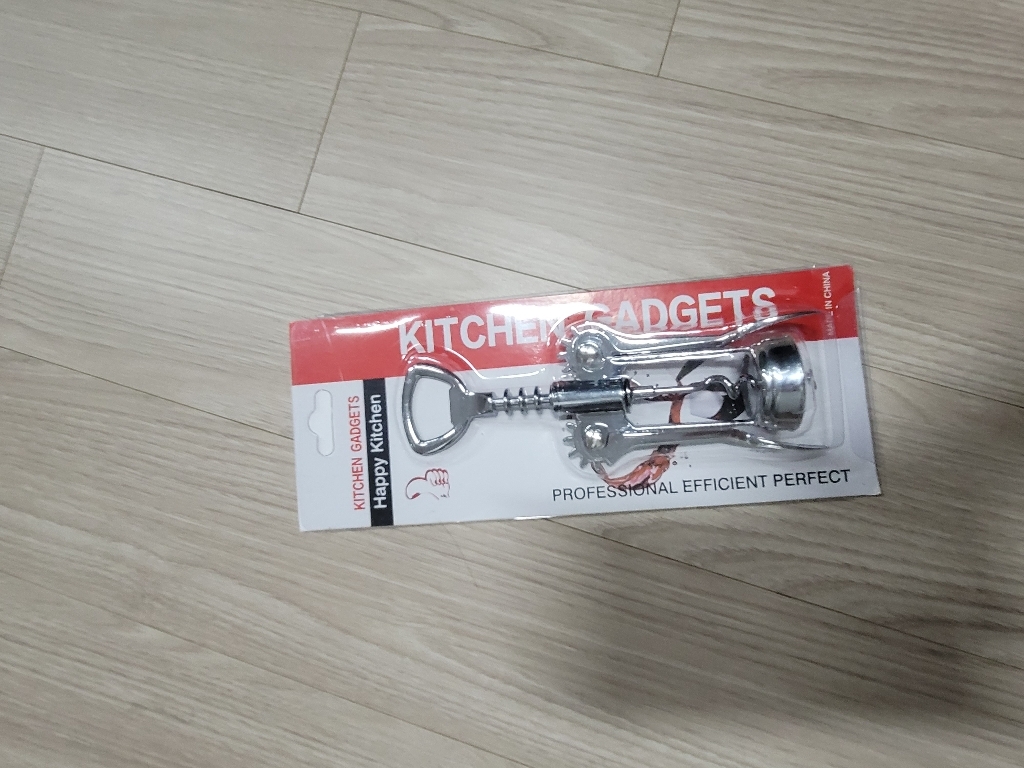 KITCHEN GADGETS
MADE IN CHINA
KITCHEN GADGETS
Happy Kitchen
PROFESSIONAL EFFICIENT PERFECT